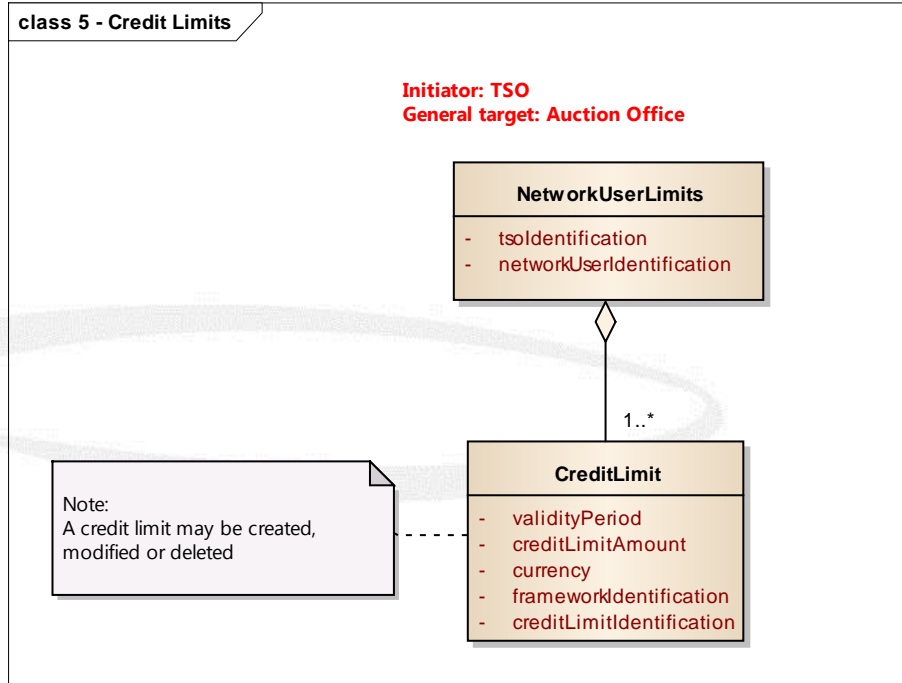 class 5 - Credit Limits
Initiator: TSO
General target: Auction Office
NetworkUserLimits
- tsoIdentification
- networkUserIdentification
1..*
CreditLimit
- validityPeriod
- creditLimitAmount
- currency
- frameworkIdentification
- creditLimitIdentification
Note:
A credit limit may be created,
modified or deleted